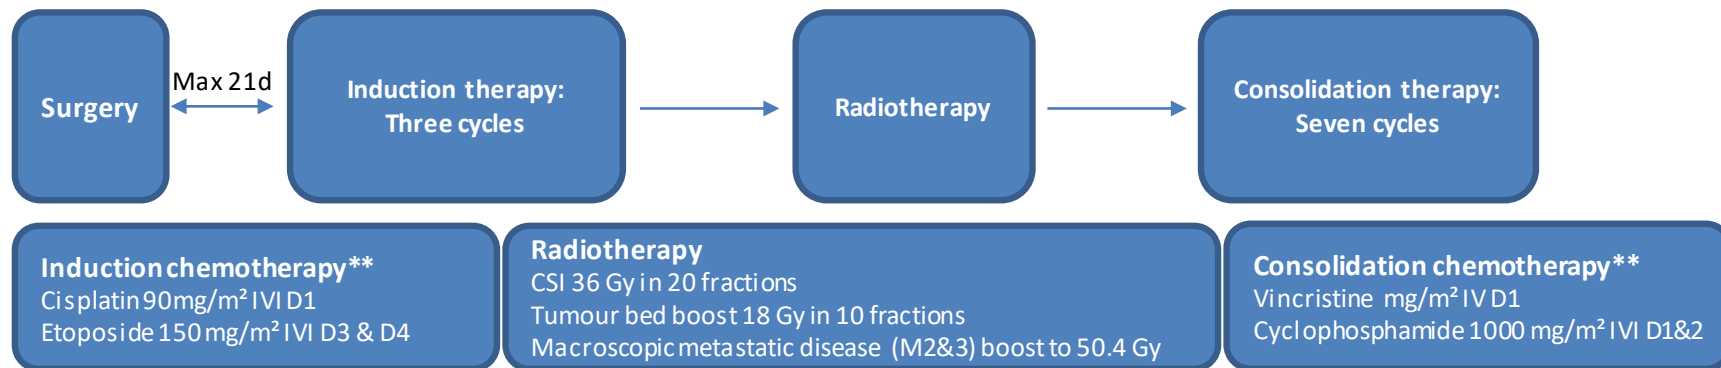 Surgery
Max 21d
Induction therapy:
Three cycles
Radiotherapy
Consolidation therapy:
Seven cycles
Induction chemotherapy**
Cisplatin 90mg/m² IVI D1
Etoposide 150 mg/m² IVI D3 & D4
Radiotherapy
CSI 36 Gy in 20 fractions
Tumour bed boost 18 Gy in 10 fractions
Macroscopic metastatic disease (M2&3) boost to 50.4 Gy
Consolidation chemotherapy**
Vincristine mg/m² IV D1
Cyclophosphamide 1000 mg/m² IVI D1&2